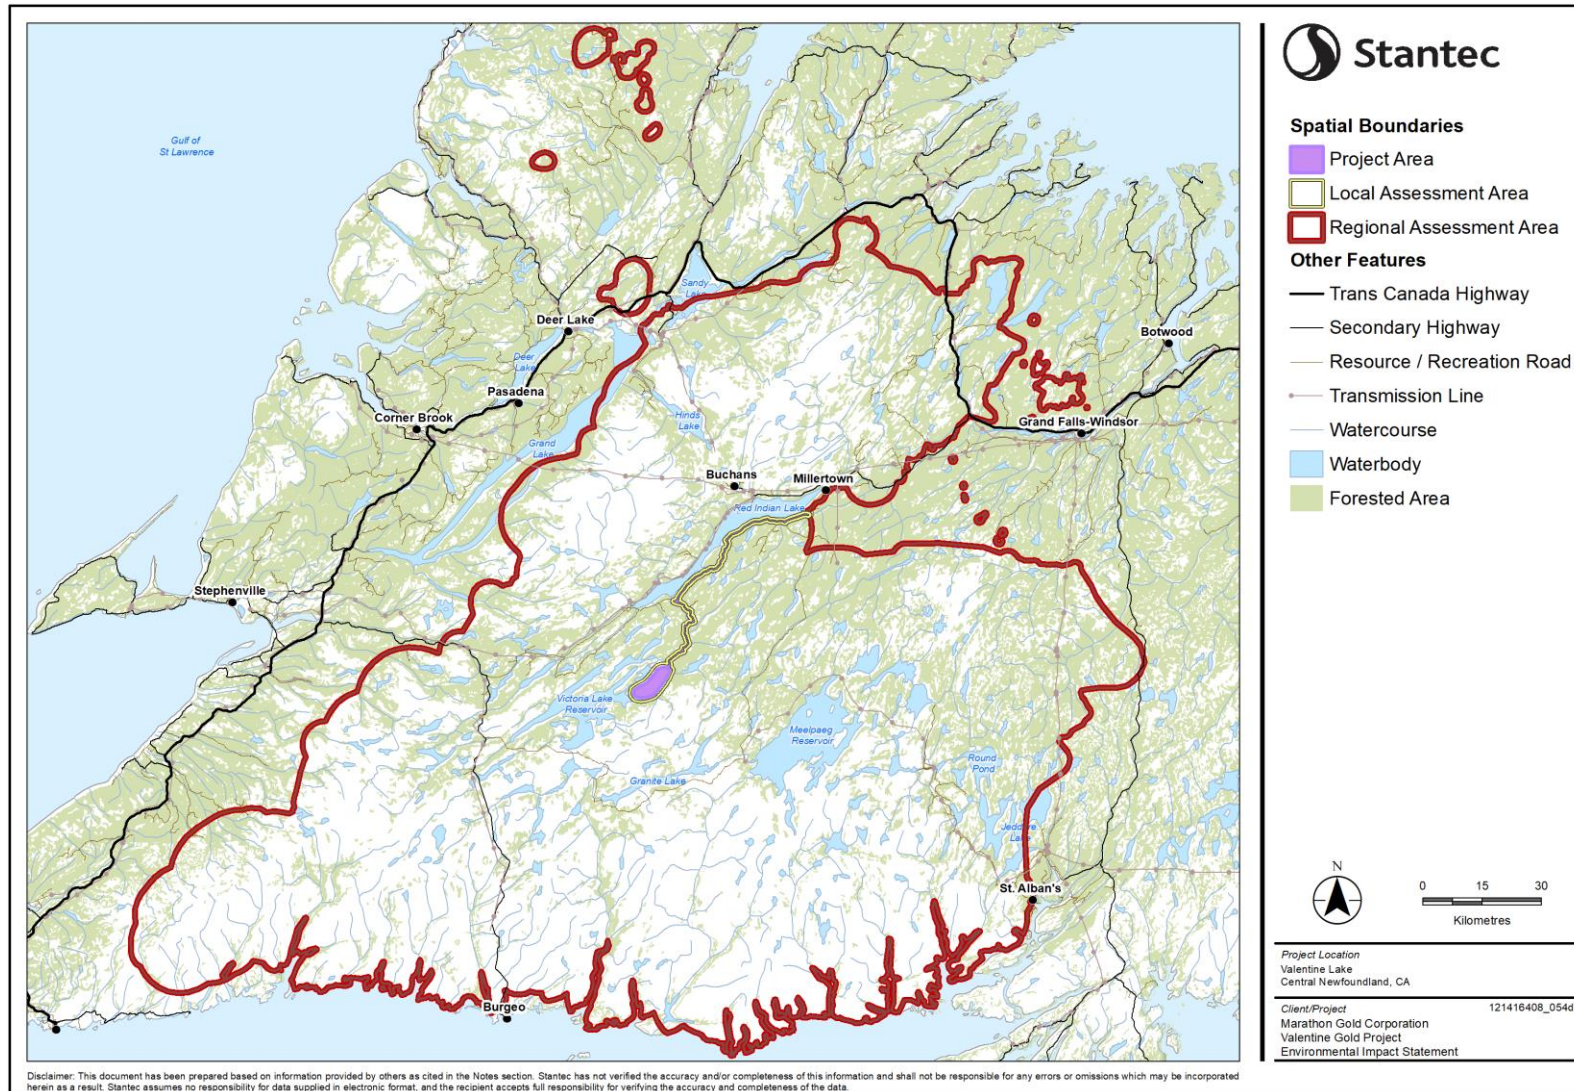 Gulf of
St Lawrence
Sandy
Lake
Deer Lake
Botwood
Deer
Lake
Pasadena
Corner Brook
Hinds
Lake
Grand Falls-Windsor
Grand
Lake
Buchans
Millertown
Red Indian Lake
Stephenville
Victoria Lake
Reservoir
Meelpaeg
Reservoir
Round
Pond
Granite Lake
Jeddore
Lake
St. Alban's
Burgeo
Stantec
Spatial Boundaries
Project Area
Local Assessment Area
Regional Assessment Area
Other Features
Trans Canada Highway
Secondary Highway
Resource / Recreation Road
Transmission Line
Watercourse
Waterbody
Forested Area
N
0 15 30
Kilometres
Project Location
Valentine Lake
Central Newfoundland, CA
Client/Project 121416408_054d
Marathon Gold Corporation
Valentine Gold Project
Environmental Impact Statement
Disclaimer: This document has been prepared based on information provided by others as cited in the Notes section. Stantec has not verified the accuracy and/or completeness of this information and shall not be responsible for any errors or omissions which may be incorporated
herein as a result. Stantec assumes no responsibility for data supplied in electronic format, and the recipient accepts full responsibility for verifying the accuracy and completeness of the data.